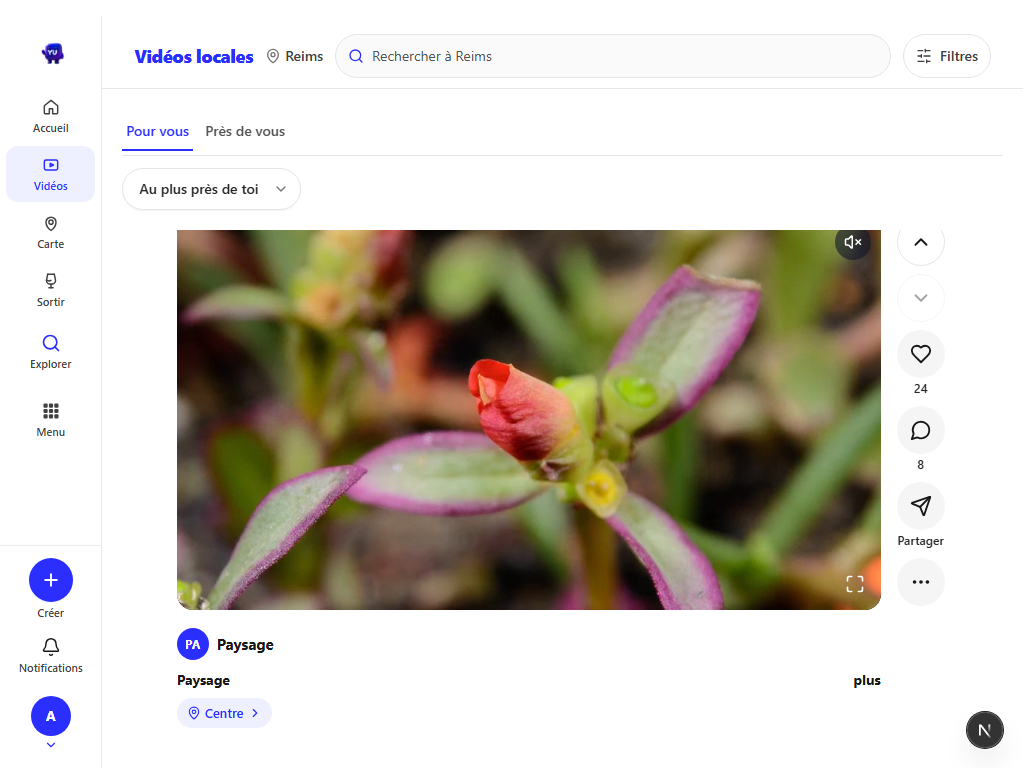 YU
Vidéos locales
Reims
Rechercher à Reims
Filtres
Accueil
Vidéos
Carte
Sortir
Explorer
Menu
Pour vous
Près de vous
Au plus près de toi
24
8
Partager
PA
Paysage
Paysage
plus
Centre
Créer
Notifications
A
N